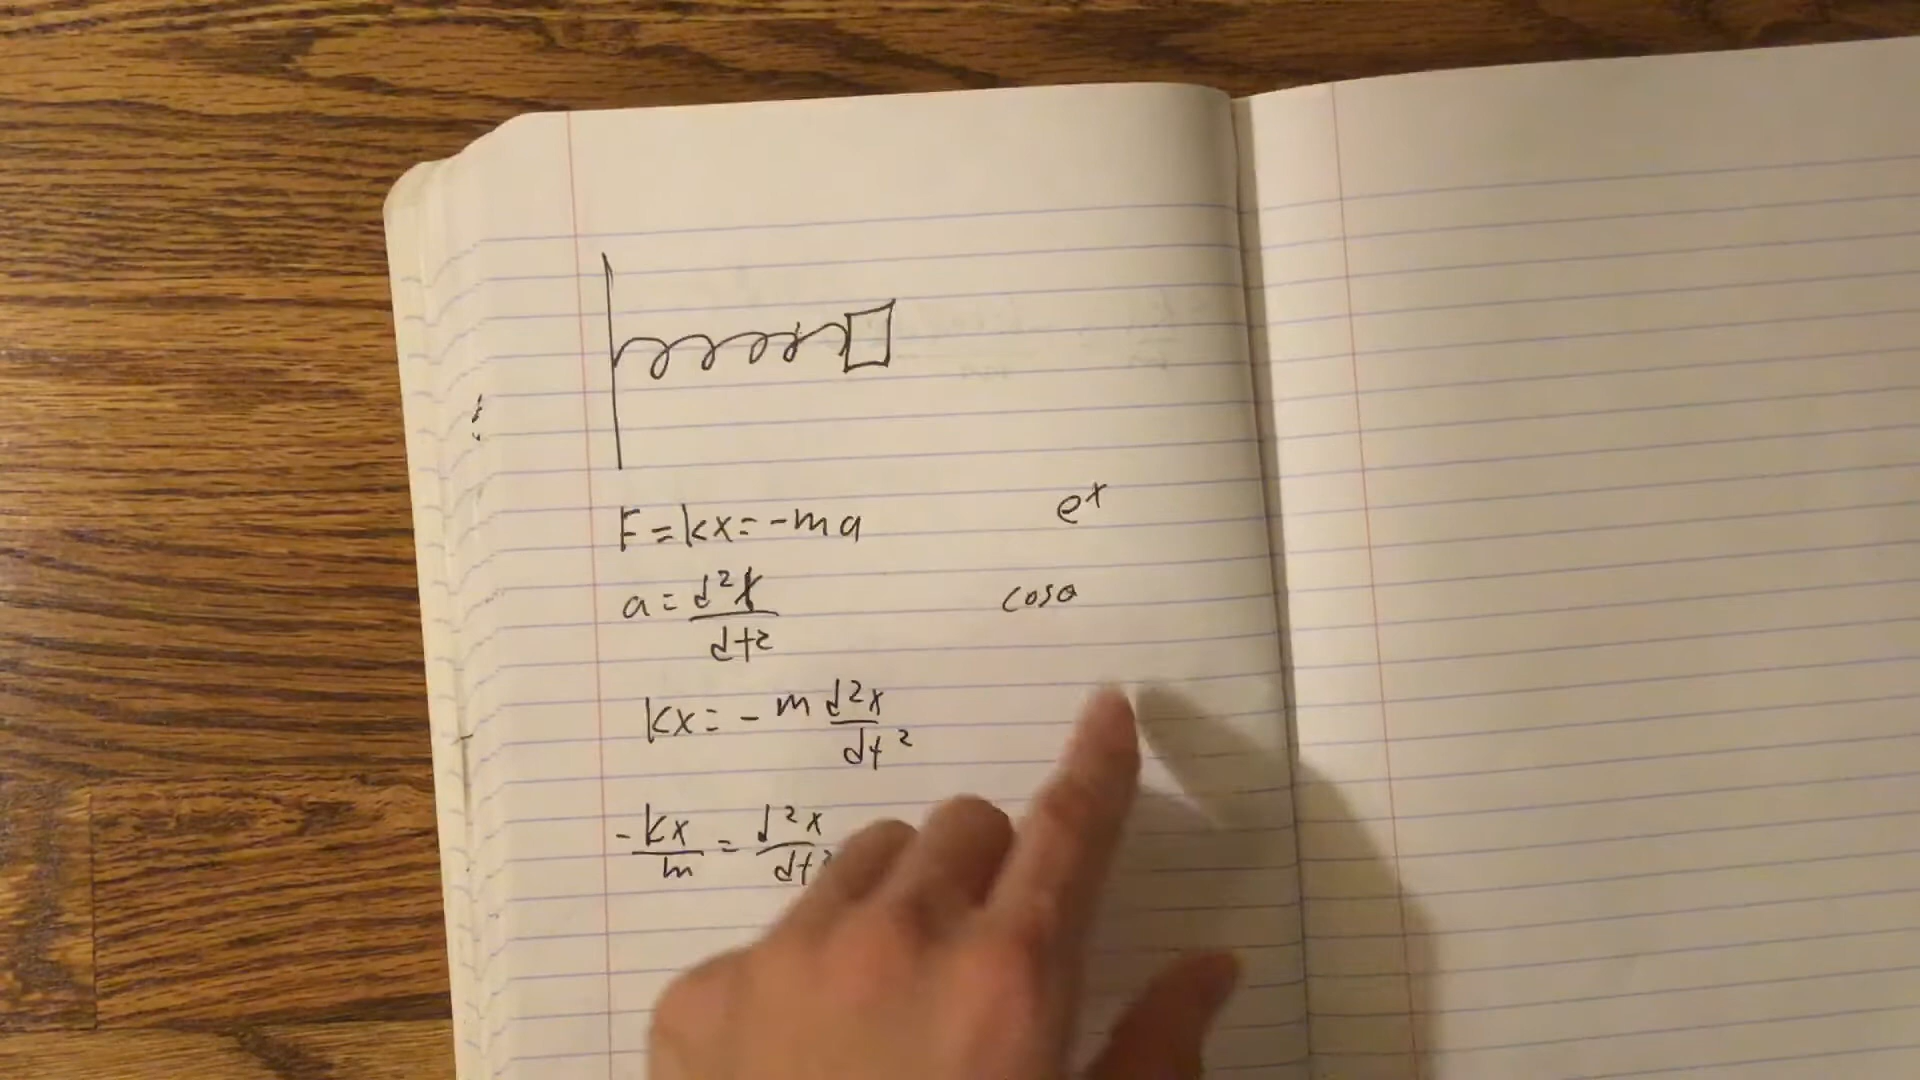 F = kx = -ma
e^x
a = d²x/dt²
cosθ
kx = -m d²x/dt²
-kx/m = d²x/dt²